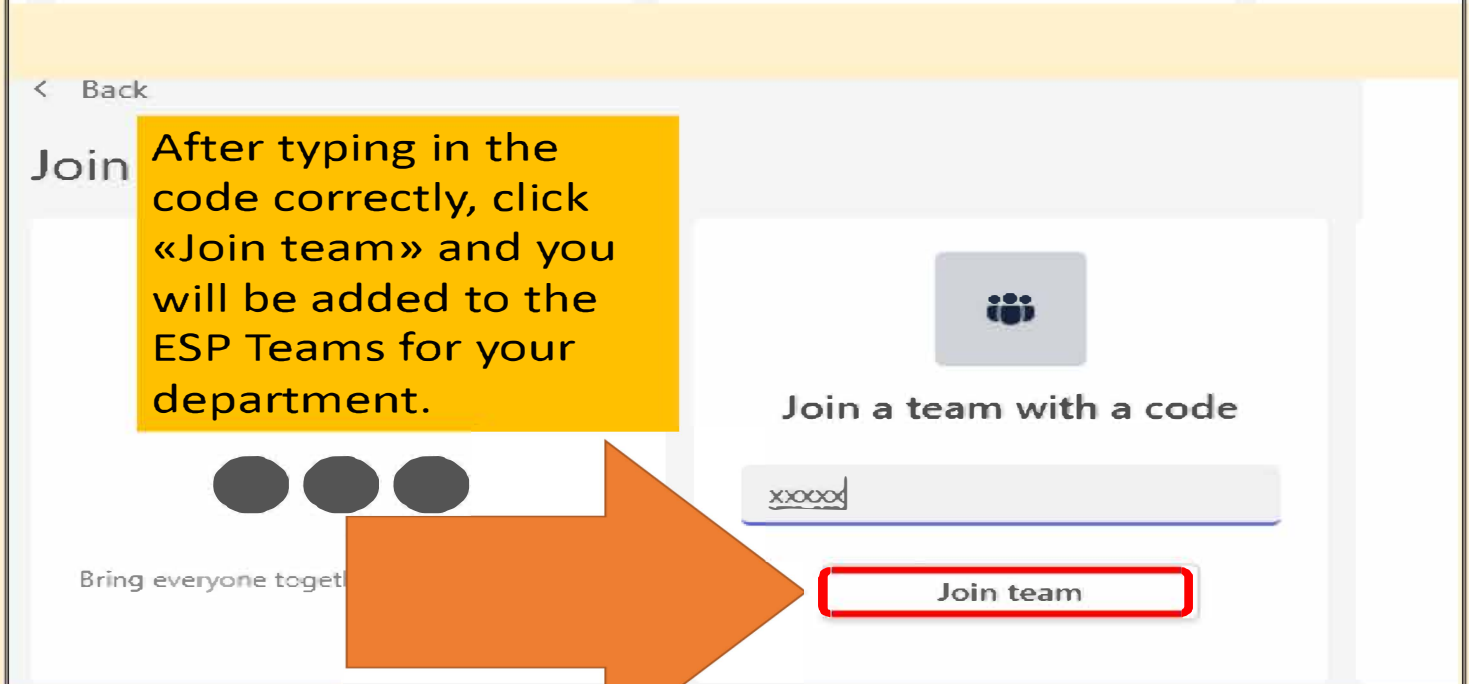 < Back
Join
After typing in the
code correctly, click
«Join team» and you
will be added to the
ESP Teams for your
department.
Bring everyone
Join a team with a code
xxxxx
Join team